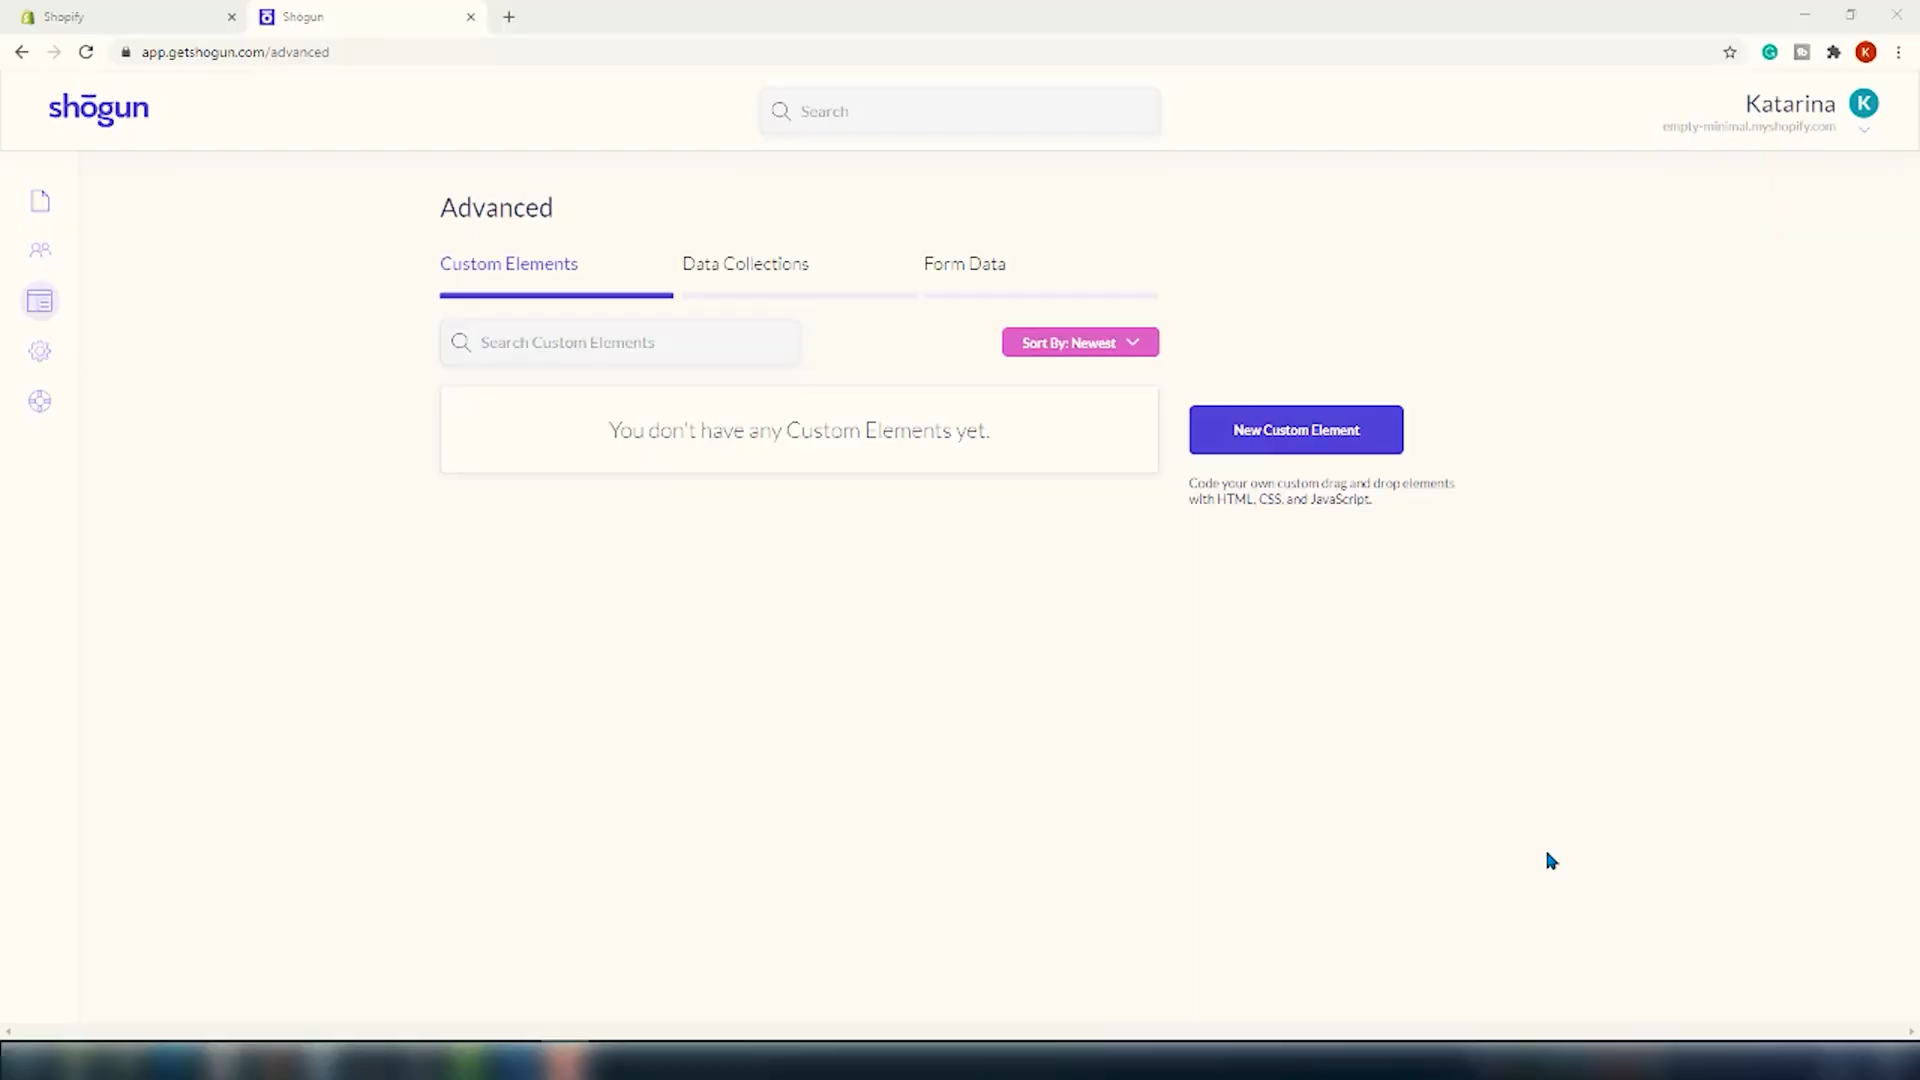 Shopify
Shogun
app.getshogun.com/advanced
K
shōgun
Search
Katarina
K
empty-minimal.myshopify.com
Advanced
Custom Elements
Data Collections
Form Data
Search Custom Elements
Sort By: Newest
You don't have any Custom Elements yet.
New Custom Element
Code your own custom drag and drop elements
with HTML, CSS, and JavaScript.